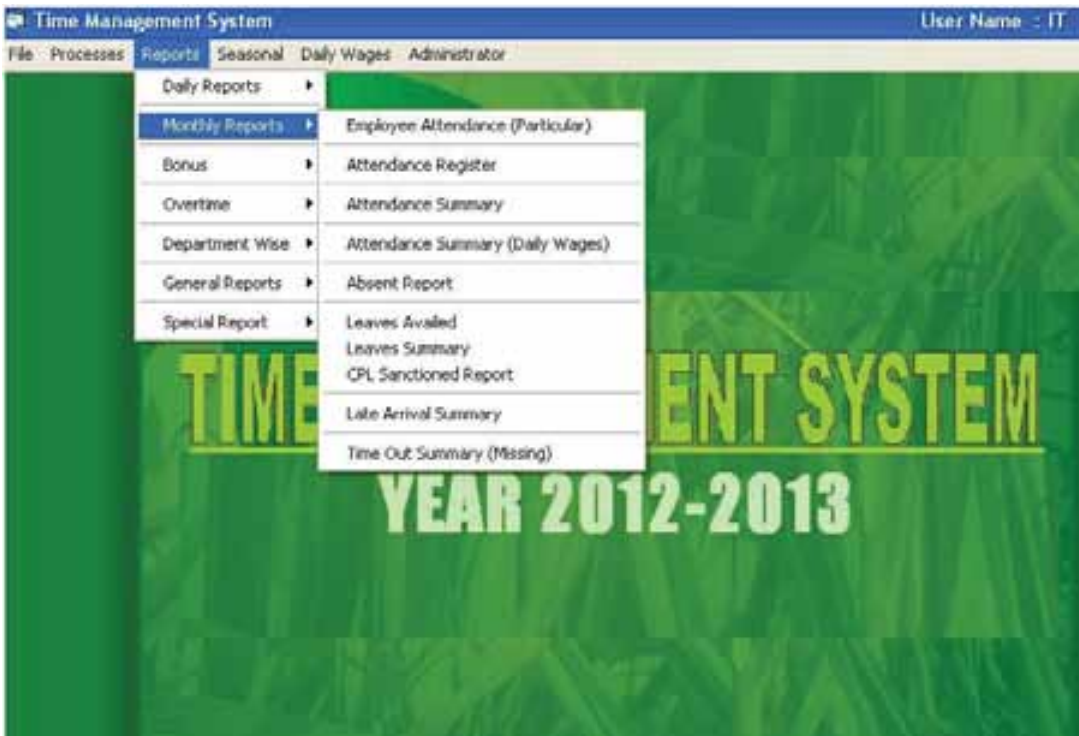 Time Management System User Name : IT
File Processes Reports Seasonal Daily Wages Administrator
Daily Reports
Monthly Reports
Bonus
Overtime
Department Wise
General Reports
Special Report
Employee Attendance (Particular)
Attendance Register
Attendance Summary
Attendance Summary (Daily Wages)
Absent Report
Leaves Availed
Leaves Summary
CPL Sanctioned Report
Late Arrival Summary
Time Out Summary (Missing)
TIME ENT SYSTEM
YEAR 2012-2013